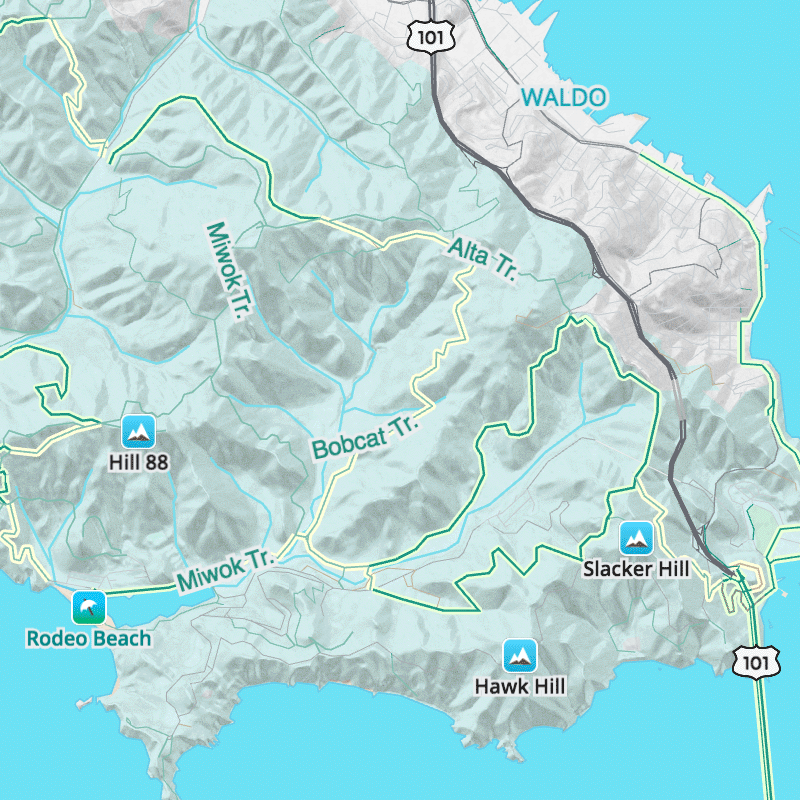 101
WALDO
Miwok Tr.
Alta Tr.
Bobcat Tr.
Hill 88
Miwok Tr.
Slacker Hill
Rodeo Beach
Hawk Hill
101